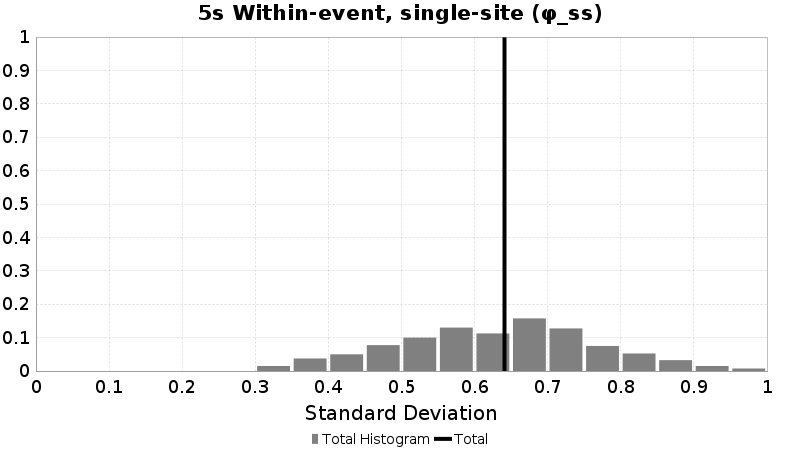 5s Within-event, single-site (φ_ss)
1
0.9
0.8
0.7
0.6
0.5
0.4
0.3
0.2
0.1
0
0 0.1 0.2 0.3 0.4 0.5 0.6 0.7 0.8 0.9 1
Standard Deviation
Total Histogram Total